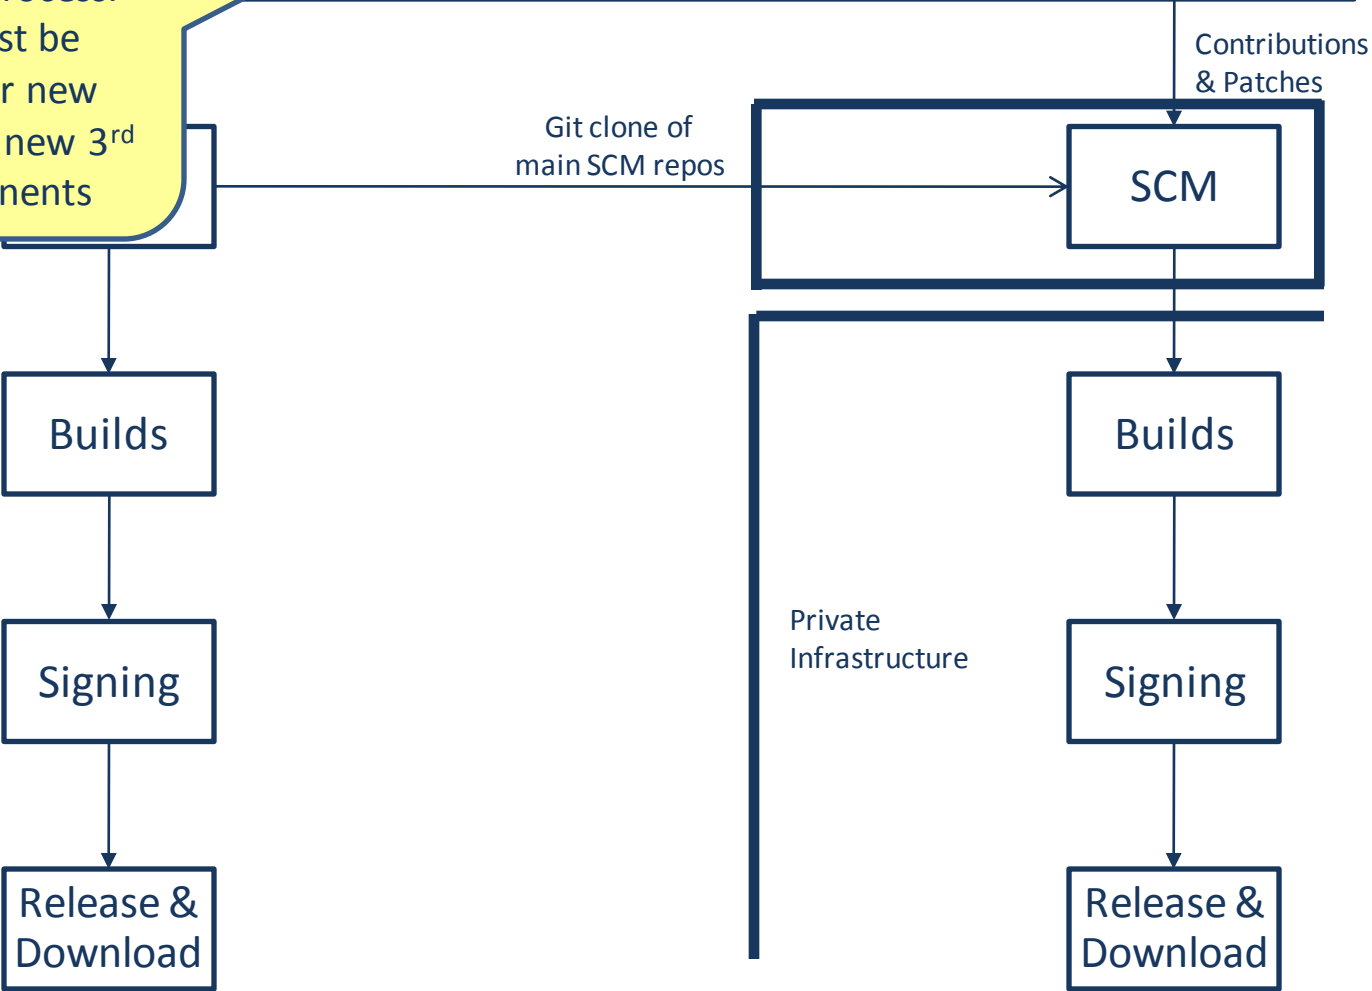 st be
r new
new 3rd
nents
Contributions
& Patches
Git clone of
main SCM repos
SCM
Builds
Builds
Private
Infrastructure
Signing
Signing
Release &
Download
Release &
Download